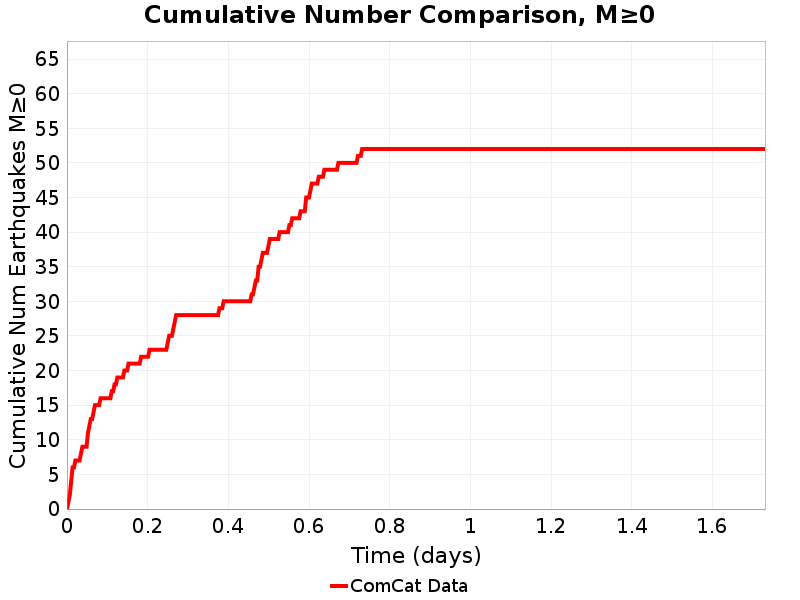 Cumulative Number Comparison, M≥0
Cumulative Num Earthquakes M≥0
65
60
55
50
45
40
35
30
25
20
15
10
5
0
0 0.2 0.4 0.6 0.8 1 1.2 1.4 1.6
Time (days)
ComCat Data